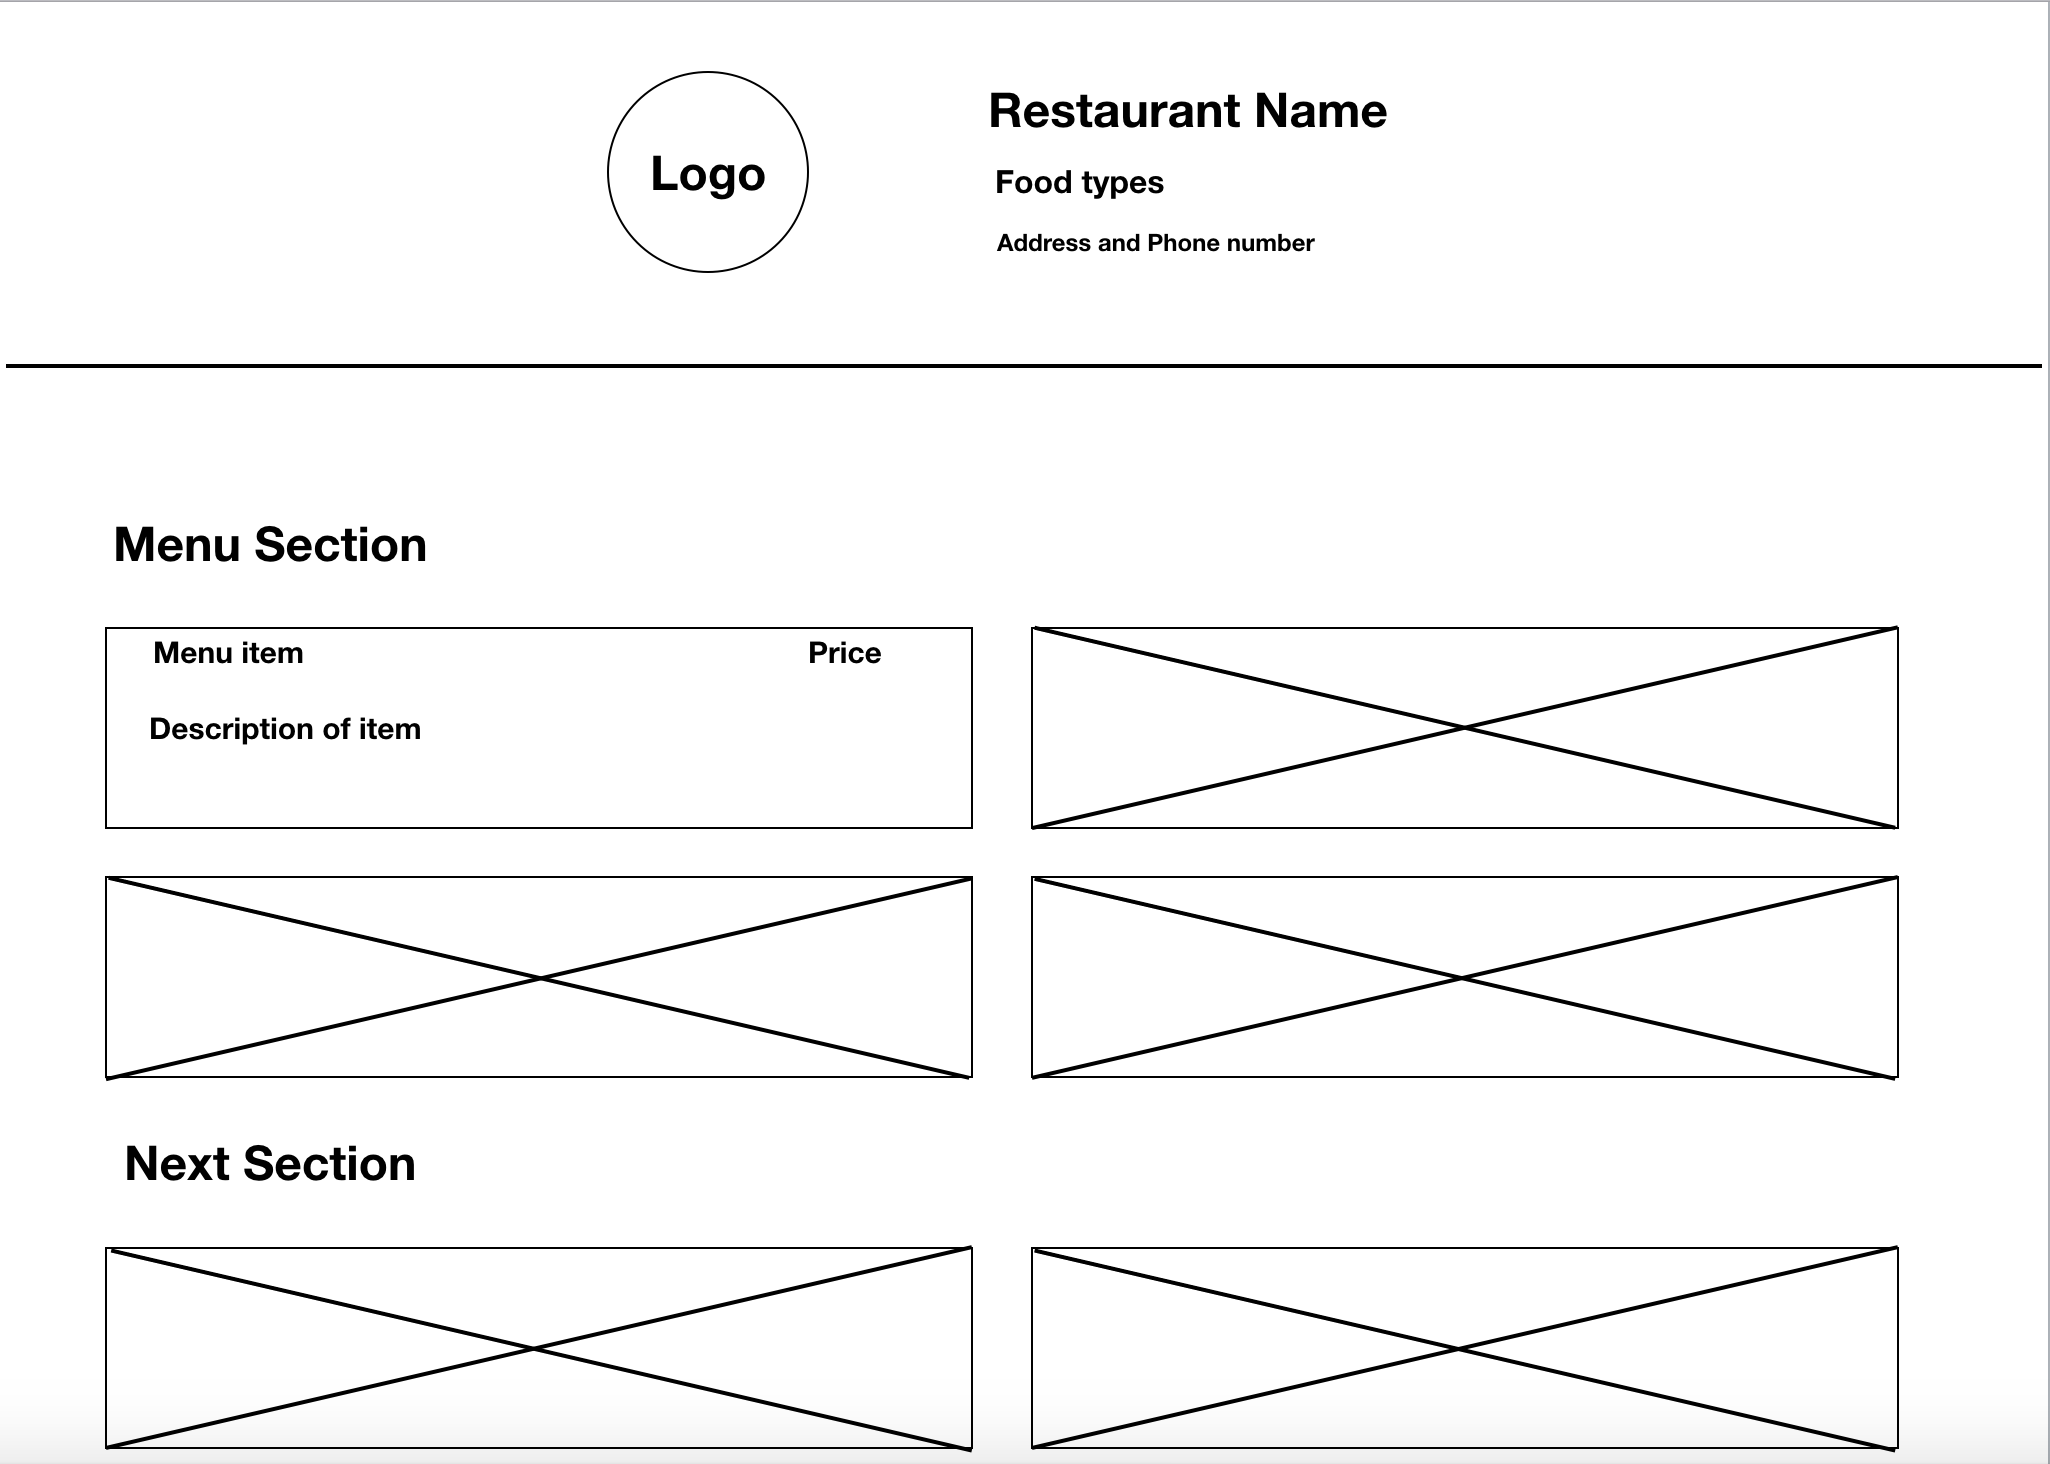 Logo
Restaurant Name
Food types
Address and Phone number
Menu Section
Menu item
Price
Description of item
Next Section